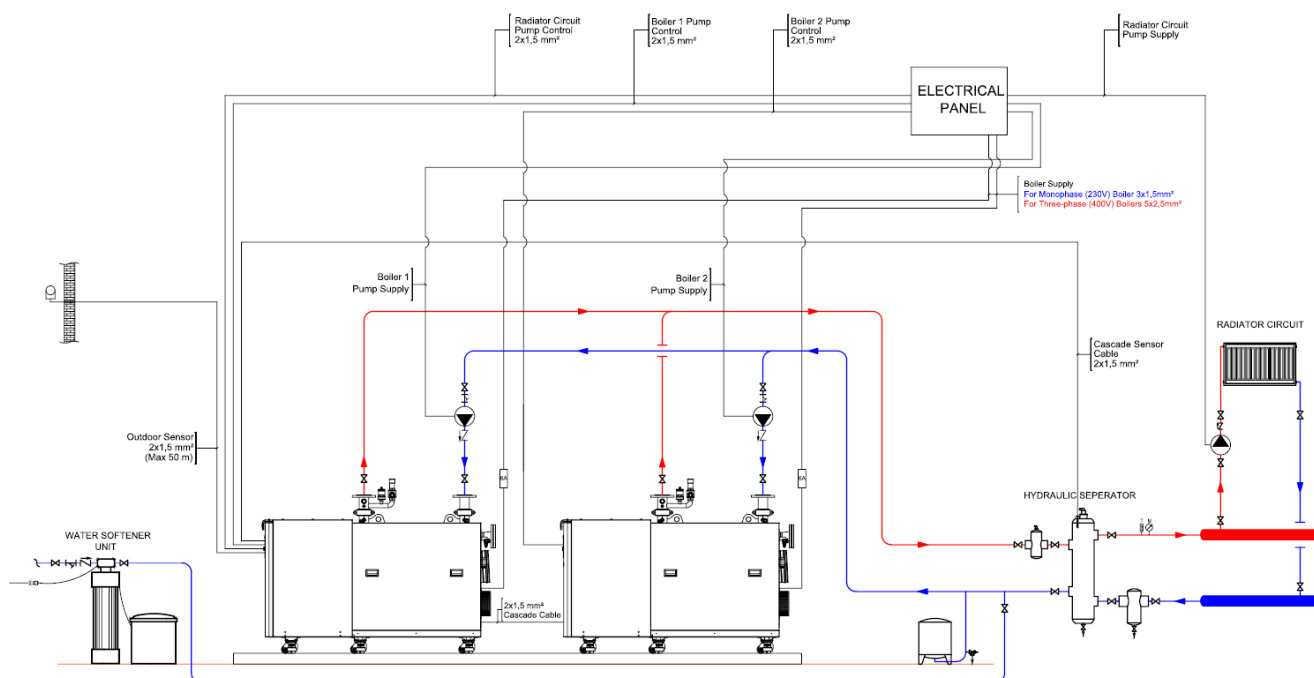 Radiator Circuit
Pump Control
2x1,5 mm²
Boiler 1 Pump
Control
2x1,5 mm²
Boiler 2 Pump
Control
2x1,5 mm²
Radiator Circuit
Pump Supply
ELECTRICAL
PANEL
Boiler Supply
For Monophase (230V) Boiler 3x1,5mm²
For Three-phase (400V) Boilers 5x2,5mm²
Boiler 1
Pump Supply
Boiler 2
Pump Supply
RADIATOR CIRCUIT
Cascade Sensor
Cable
2x1,5 mm²
Outdoor Sensor
2x1,5 mm²
(Max 50 m)
6A
6A
HYDRAULIC SEPERATOR
WATER SOFTENER
UNIT
2x1,5 mm²
Cascade Cable